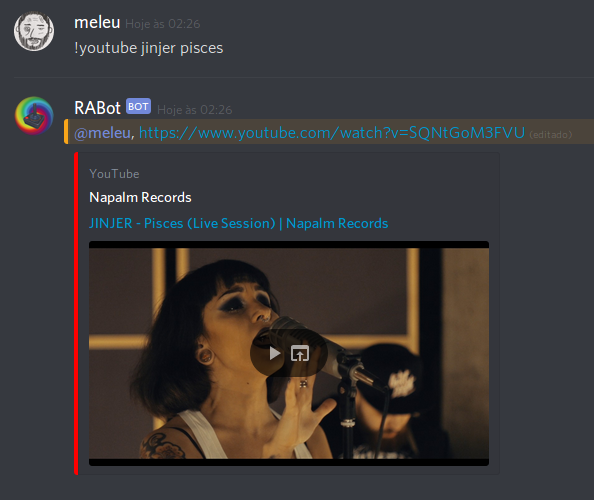 meleu Hoje às 02:26
!youtube jinjer pisces
RABot BOT Hoje às 02:26
@meleu, https://www.youtube.com/watch?v=SQNtGoM3FVU (editado)
YouTube
Napalm Records
JINJER - Pisces (Live Session) | Napalm Records